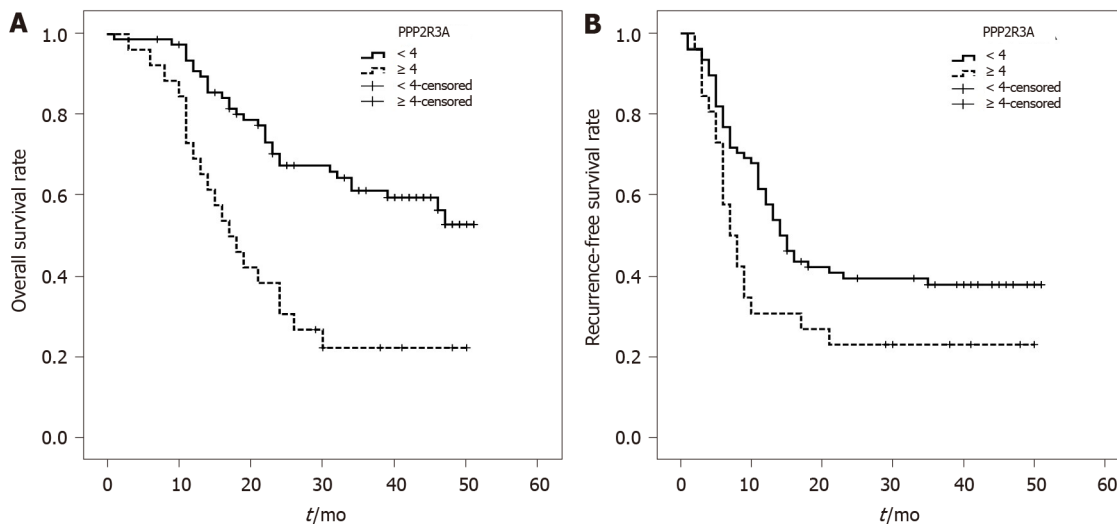 A
PPP2R3A
< 4
≥ 4
< 4-censored
≥ 4-censored
Overall survival rate
1.0
0.8
0.6
0.4
0.2
0.0
0 10 20 30 40 50 60
t/mo
B
PPP2R3A
< 4
≥ 4
< 4-censored
≥ 4-censored
Recurrence-free survival rate
1.0
0.8
0.6
0.4
0.2
0.0
0 10 20 30 40 50 60
t/mo